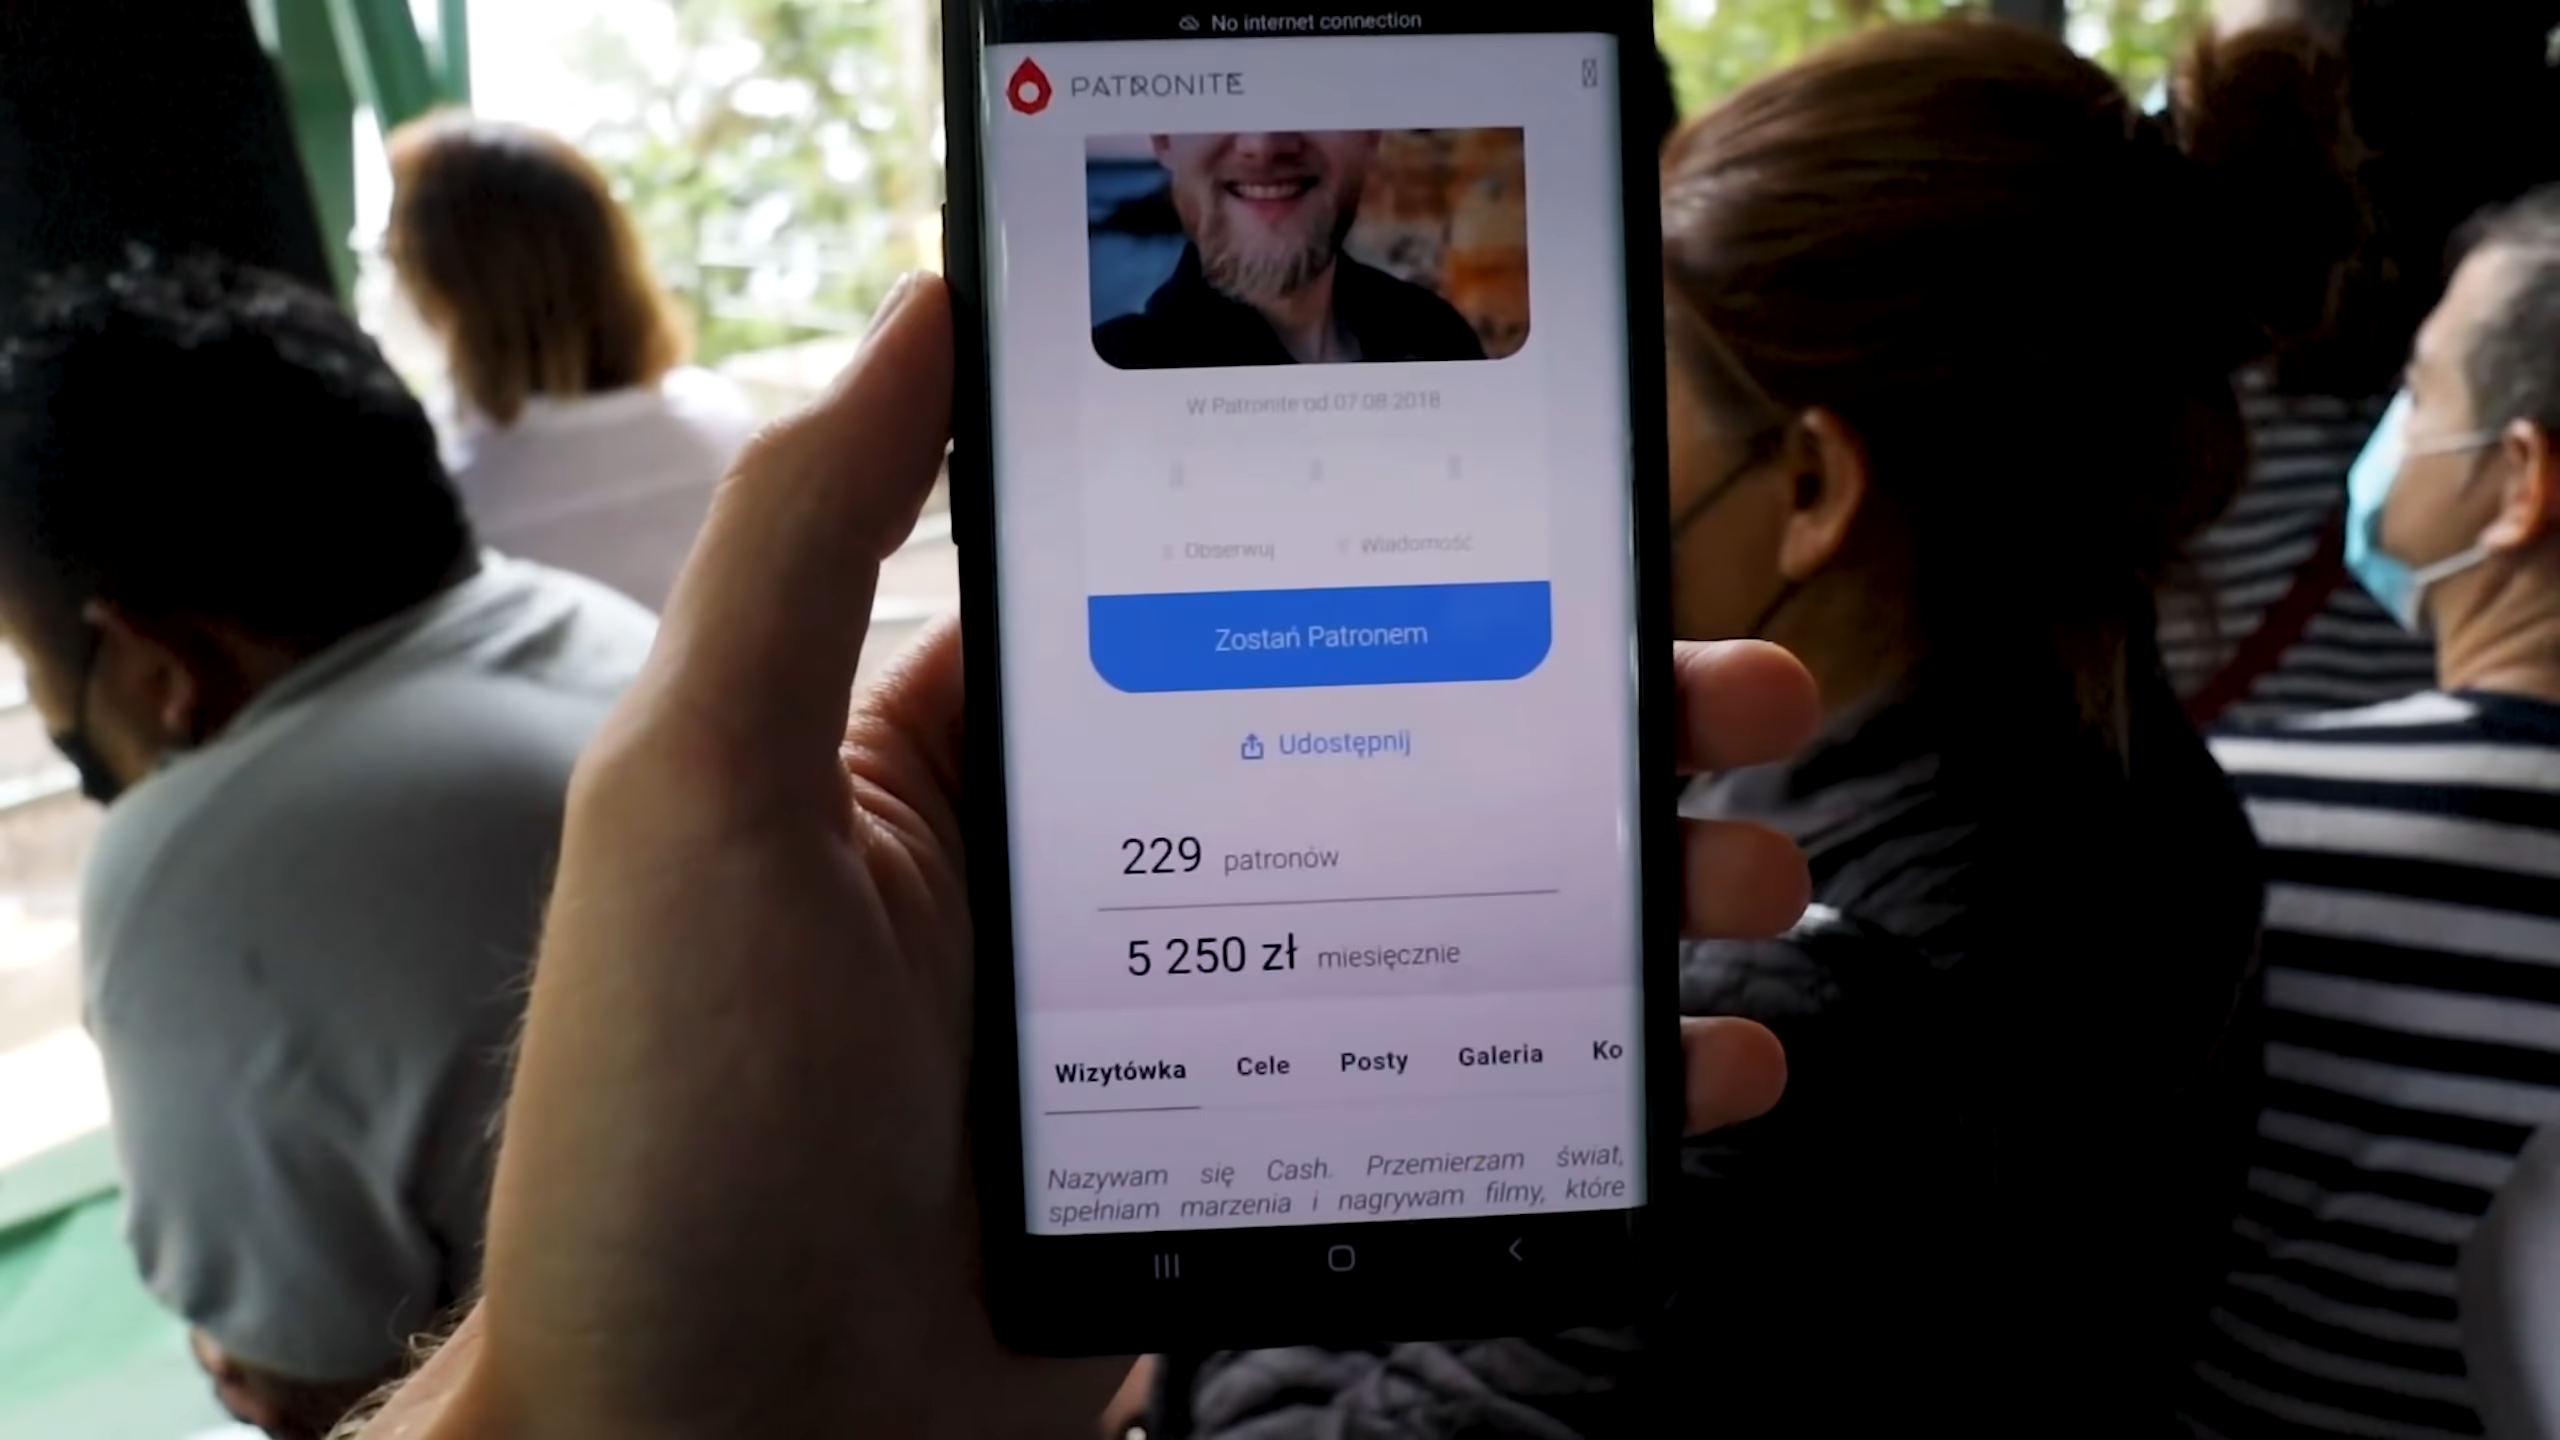 No internet connection
PATRONITE
W Patronite od 07.08.2018
Obserwuj Wiadomość
Zostań Patronem
Udostępnij
229 patronów
5 250 zł miesięcznie
Wizytówka Cele Posty Galeria Ko
Nazywam się Cash. Przemierzam świat,
spełniam marzenia i nagrywam filmy, które